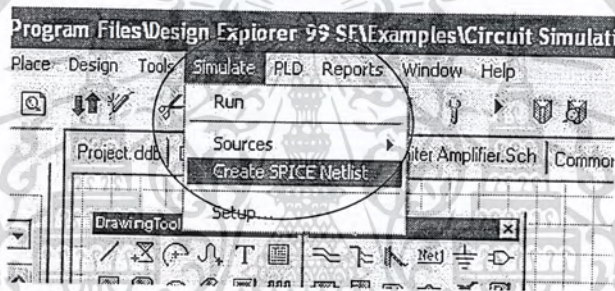 Program Files\Design Explorer 99 SE\Examples\Circuit Simulati
Place Design Tools Simulate PLD Reports Window Help
Run
Sources
Project.ddb iter Amplifier.Sch Common
Create SPICE Netlist
Setup...
DrawingTool
T Net